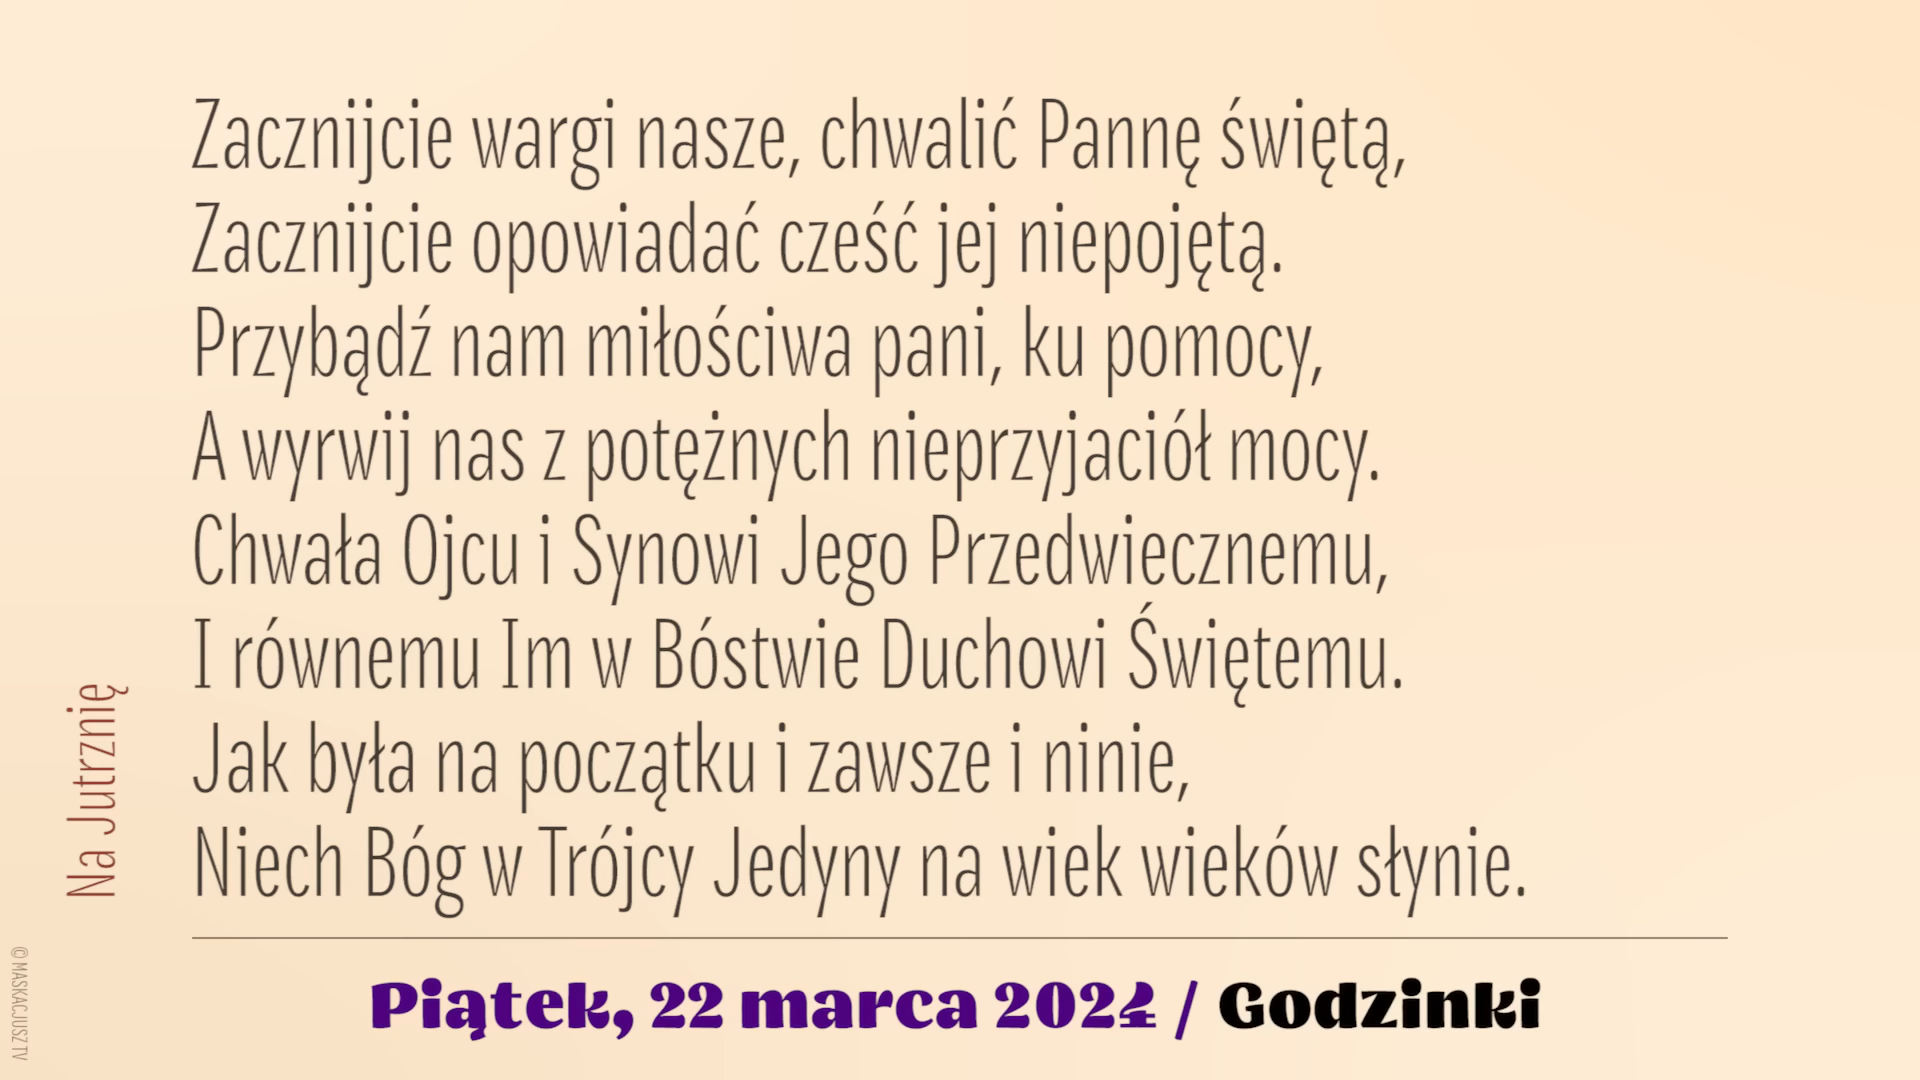 Zacznijcie wargi nasze, chwalić Pannę świętą,
Zacznijcie opowiadać cześć jej niepojętą.
Przybądź nam miłościwa pani, ku pomocy,
A wyrwij nas z potężnych nieprzyjaciół mocy.
Chwała Ojcu i Synowi Jego Przedwiecznemu,
I równemu Im w Bóstwie Duchowi Świętemu.
Jak była na początku i zawsze i ninie,
Niech Bóg w Trójcy Jedyny na wiek wieków słynie.
Na Jutrznię
Piątek, 22 marca 2024 / Godzinki
© MASKACJUSZ TV